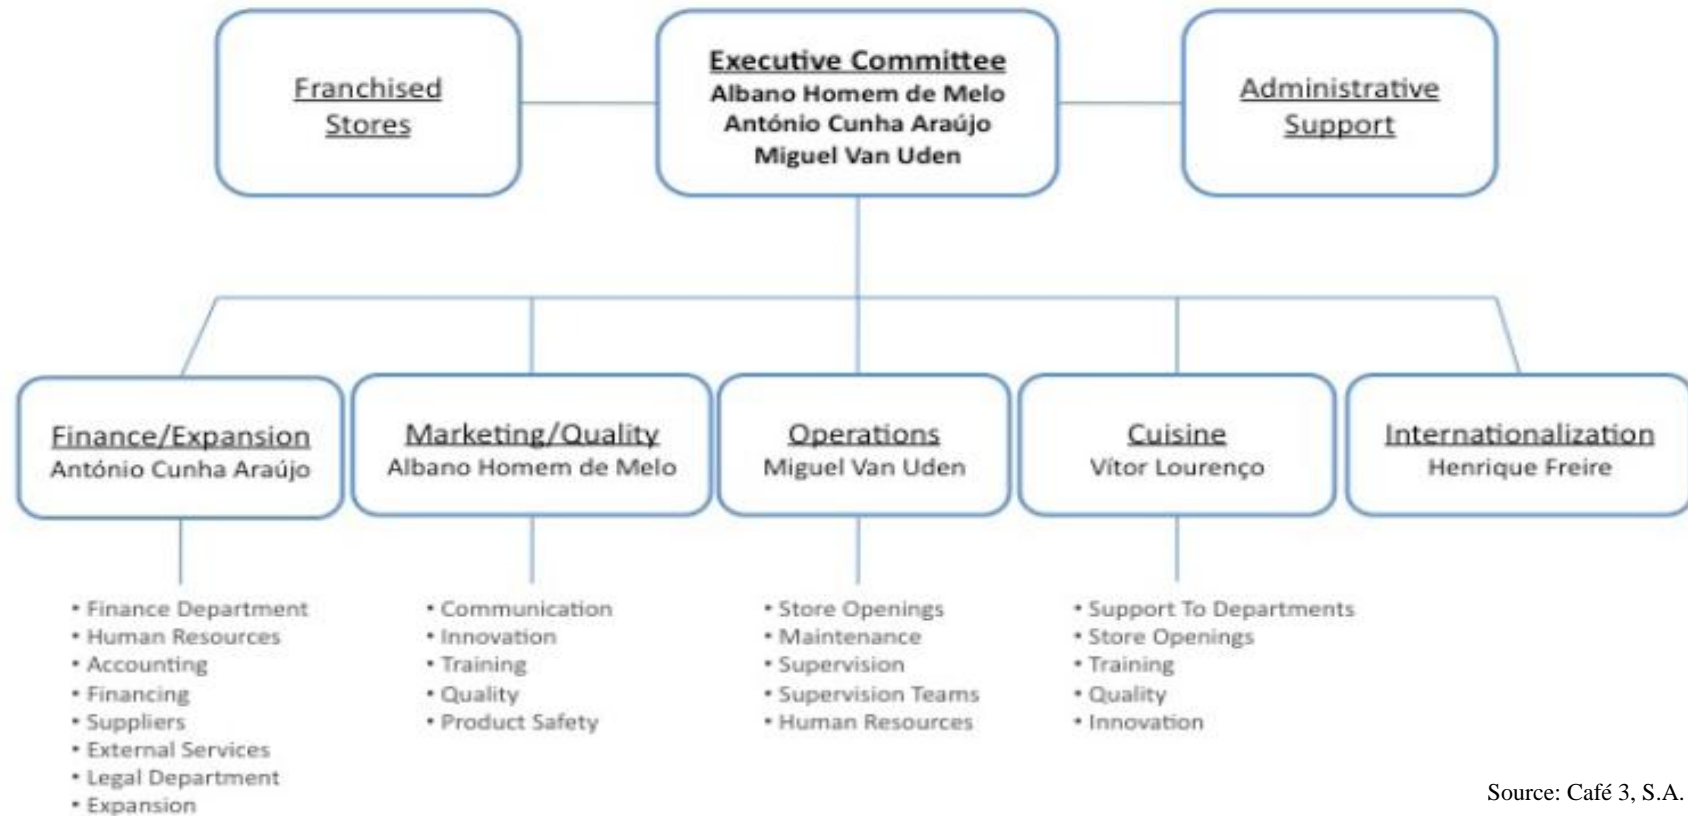 Franchised
Stores
Executive Committee
Albano Homem de Melo
António Cunha Araújo
Miguel Van Uden
Administrative
Support
Finance/Expansion
António Cunha Araújo
Marketing/Quality
Albano Homem de Melo
Operations
Miguel Van Uden
Cuisine
Vítor Lourenço
Internationalization
Henrique Freire
• Finance Department
• Human Resources
• Accounting
• Financing
• Suppliers
• External Services
• Legal Department
• Expansion
• Communication
• Innovation
• Training
• Quality
• Product Safety
• Store Openings
• Maintenance
• Supervision
• Supervision Teams
• Human Resources
• Support To Departments
• Store Openings
• Training
• Quality
• Innovation
Source: Café 3, S.A.